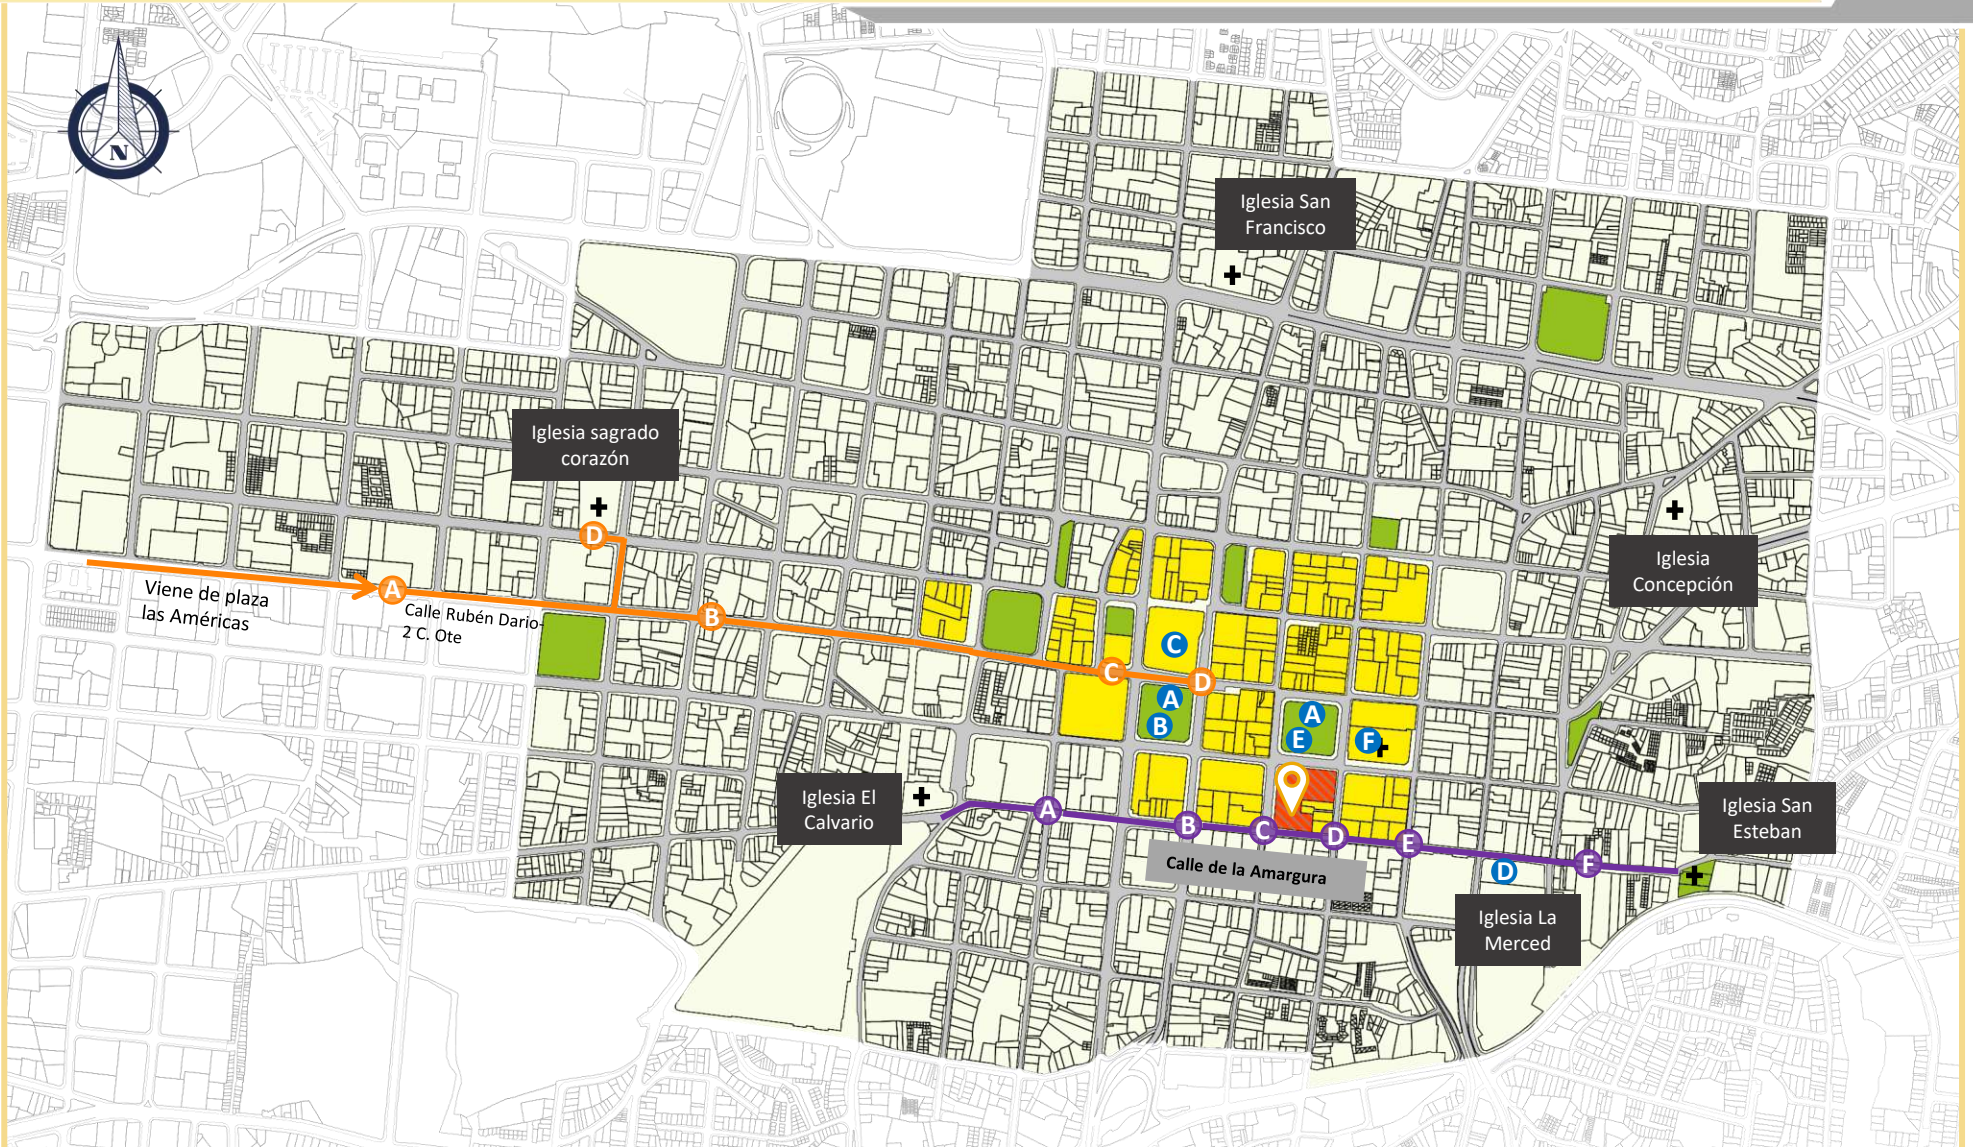 N
Iglesia San
Francisco
Iglesia sagrado
corazón
Iglesia
Concepción
D
Viene de plaza
las Américas
A
Calle Rubén Dario-
2 C. Ote
B
C
C
D
A
B
A
E
F
Iglesia El
Calvario
Iglesia San
Esteban
A
B
C
D
E
F
D
Calle de la Amargura
Iglesia La
Merced